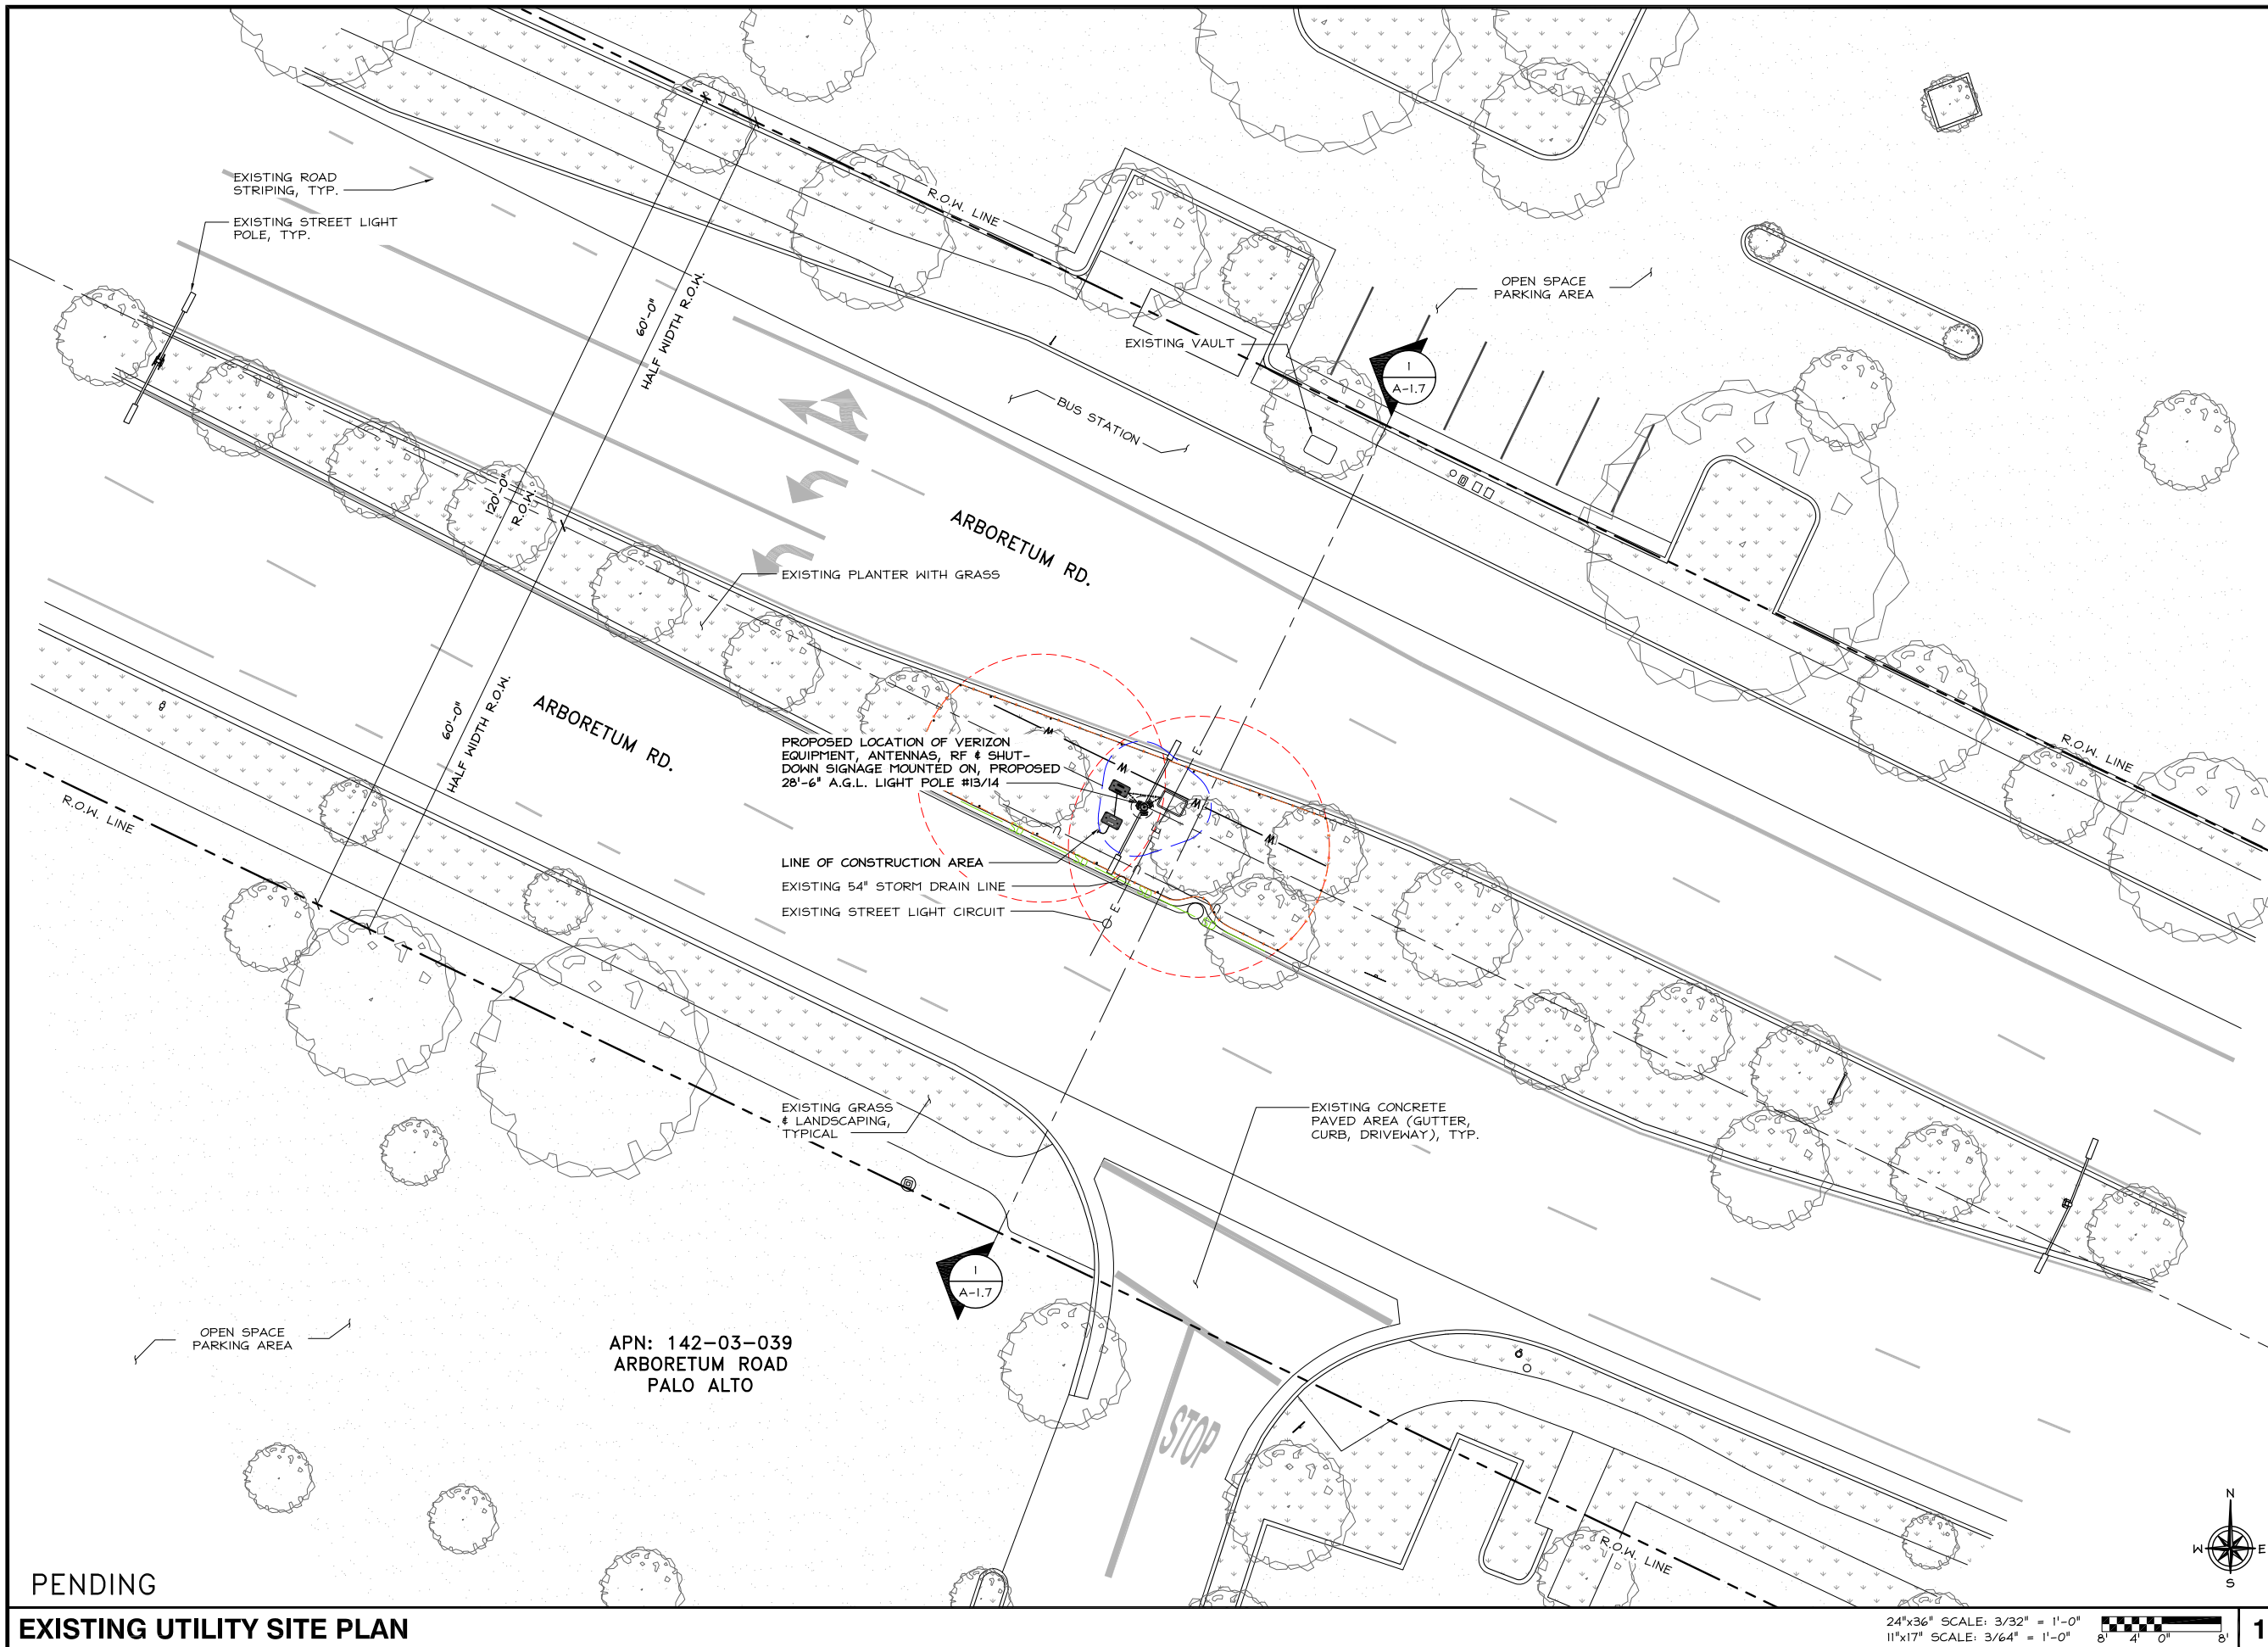 EXISTING ROAD
STRIPING, TYP.
EXISTING STREET LIGHT
POLE, TYP.
R.O.W. LINE
60'-0"
HALF WIDTH R.O.W.
OPEN SPACE
PARKING AREA
EXISTING VAULT
1
A-1.7
BUS STATION
120'-0"
R.O.W.
ARBORETUM RD.
EXISTING PLANTER WITH GRASS
60'-0"
HALF WIDTH R.O.W.
ARBORETUM RD.
R.O.W. LINE
R.O.W. LINE
PROPOSED LOCATION OF VERIZON
EQUIPMENT, ANTENNAS, RF & SHUT-
DOWN SIGNAGE MOUNTED ON, PROPOSED
28'-6" A.G.L. LIGHT POLE #13/14
W
W
W
W
E
E
E
E
SD
SD
SD
SD
LINE OF CONSTRUCTION AREA
EXISTING 54" STORM DRAIN LINE
EXISTING STREET LIGHT CIRCUIT
EXISTING GRASS
& LANDSCAPING,
TYPICAL
EXISTING CONCRETE
PAVED AREA (GUTTER,
CURB, DRIVEWAY), TYP.
1
A-1.7
OPEN SPACE
PARKING AREA
APN: 142-03-039
ARBORETUM ROAD
PALO ALTO
STOP
R.O.W. LINE
N
W
E
S
PENDING
EXISTING UTILITY SITE PLAN
24"x36" SCALE: 3/32" = 1'-0"
11"x17" SCALE: 3/64" = 1'-0"
8' 4' 0" 8'
1